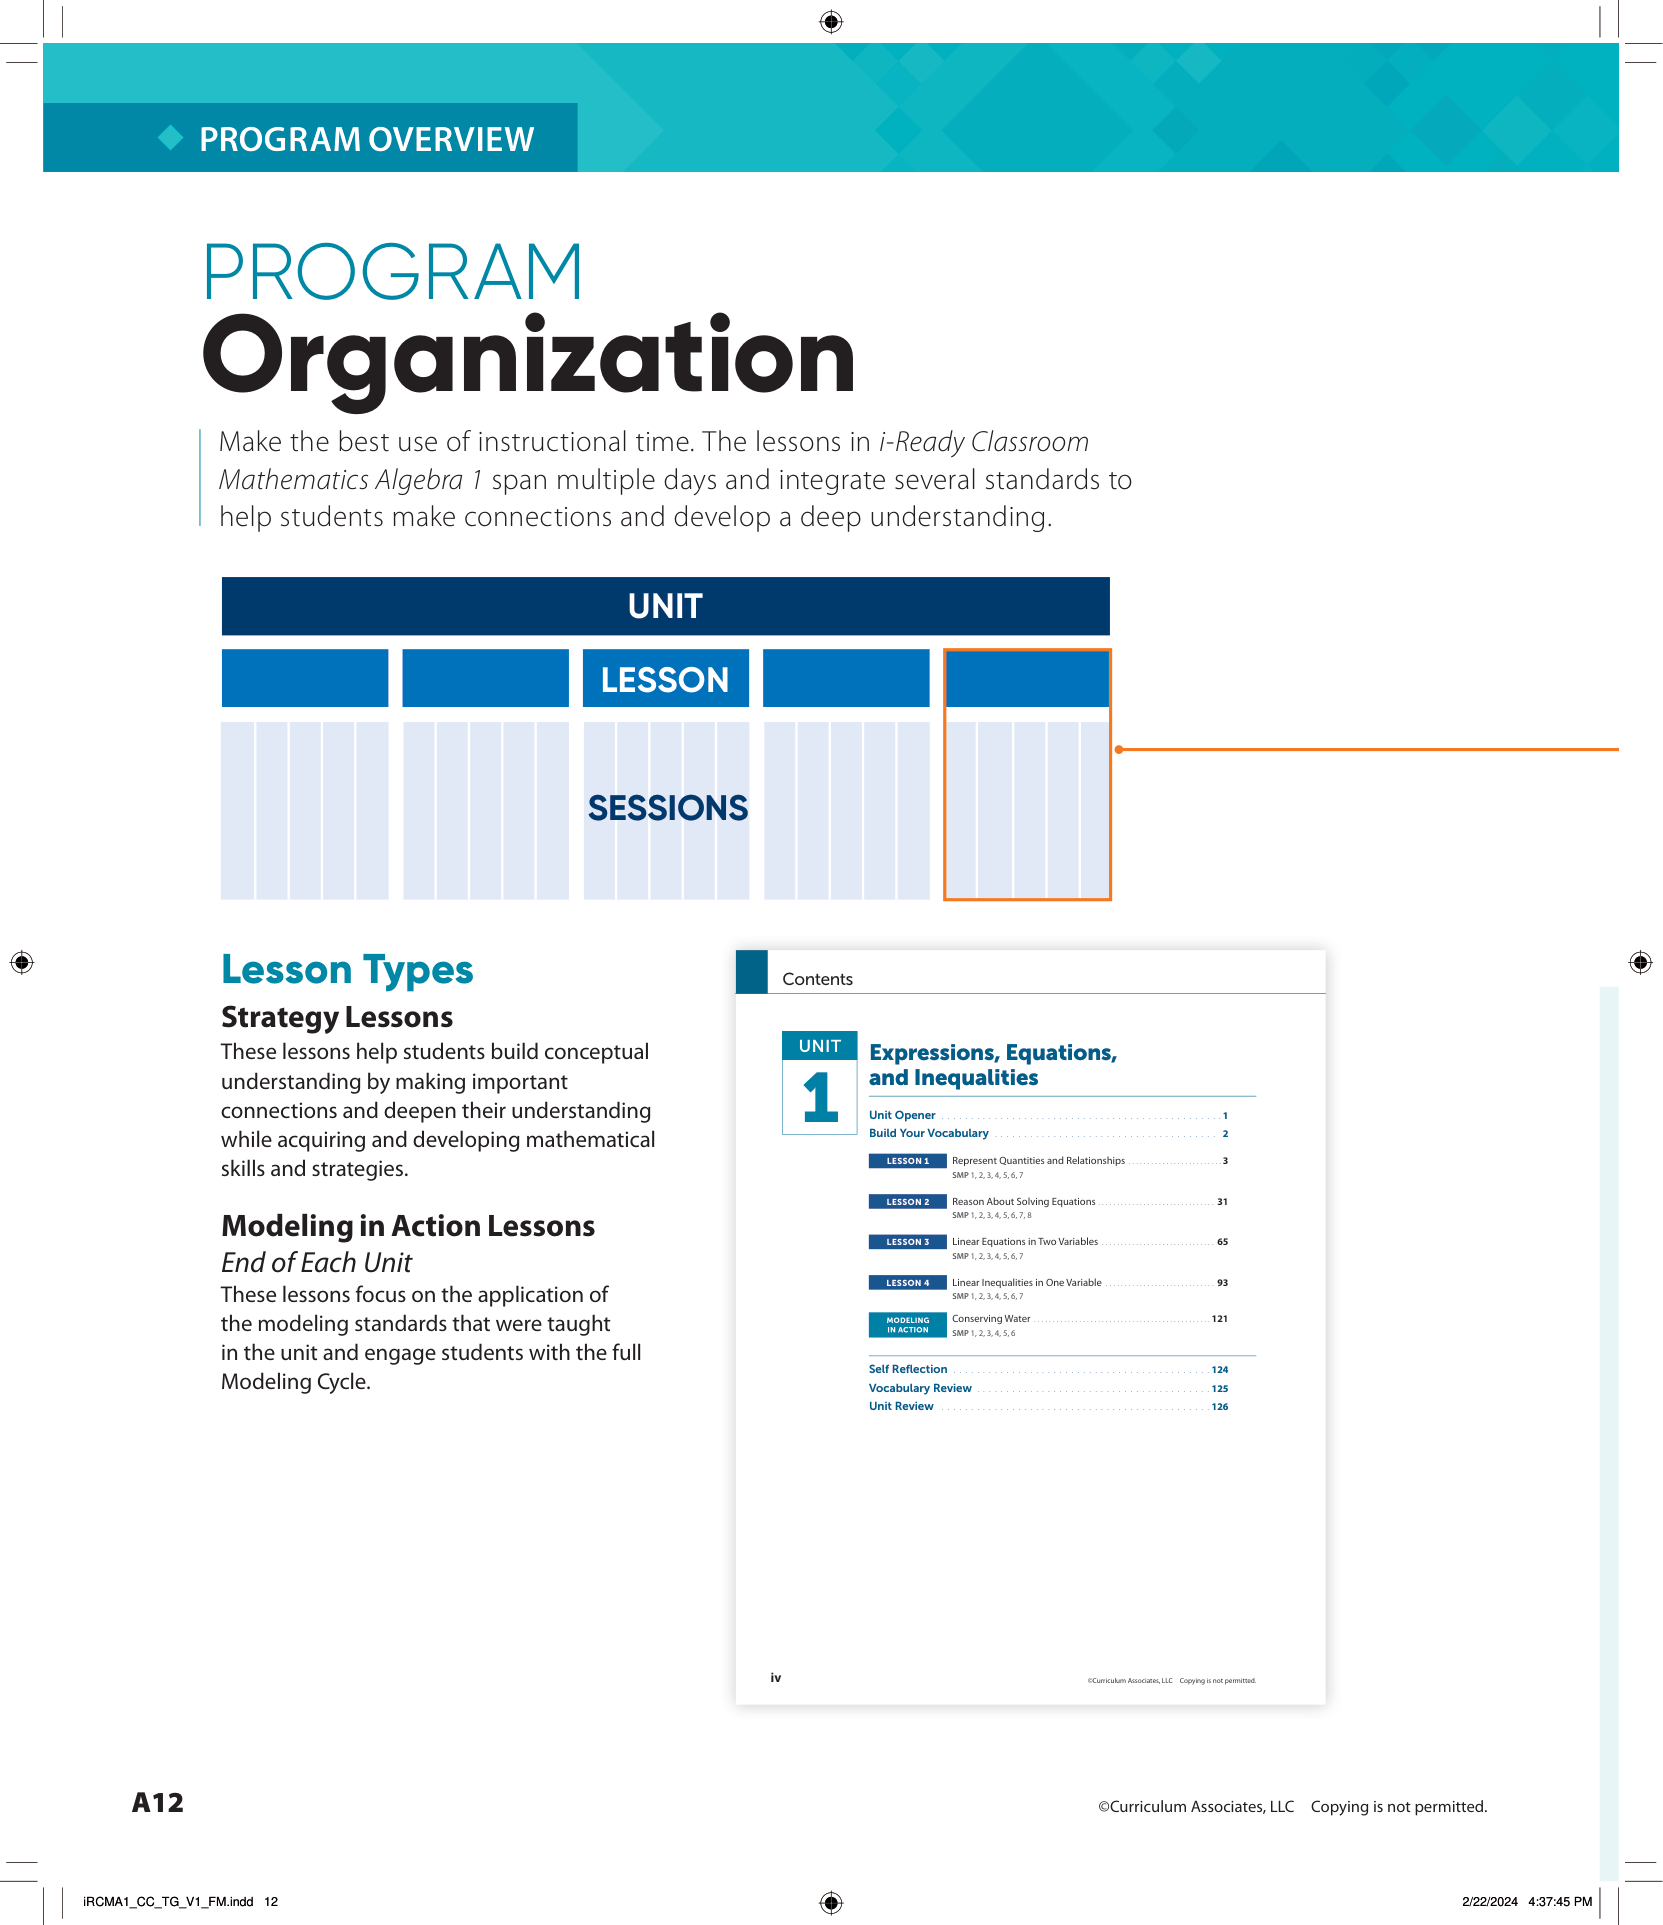 PROGRAM OVERVIEW
PROGRAM
Organization
Make the best use of instructional time. The lessons in i-Ready Classroom
Mathematics Algebra 1 span multiple days and integrate several standards to
help students make connections and develop a deep understanding.
UNIT
LESSON
SESSIONS
Lesson Types
Strategy Lessons
These lessons help students build conceptual
understanding by making important
connections and deepen their understanding
while acquiring and developing mathematical
skills and strategies.
Modeling in Action Lessons
End of Each Unit
These lessons focus on the application of
the modeling standards that were taught
in the unit and engage students with the full
Modeling Cycle.
Contents
UNIT
1
Expressions, Equations,
and Inequalities
Unit Opener 1
Build Your Vocabulary 2
LESSON 1 Represent Quantities and Relationships 3
SMP 1, 2, 3, 4, 5, 6, 7
LESSON 2 Reason About Solving Equations 31
SMP 1, 2, 3, 4, 5, 6, 7, 8
LESSON 3 Linear Equations in Two Variables 65
SMP 1, 2, 3, 4, 5, 6, 7
LESSON 4 Linear Inequalities in One Variable 93
SMP 1, 2, 3, 4, 5, 6, 7
MODELING
IN ACTION
Conserving Water 121
SMP 1, 2, 3, 4, 5, 6
Self Reflection 124
Vocabulary Review 125
Unit Review 126
iv
©Curriculum Associates, LLC Copying is not permitted.
A12
©Curriculum Associates, LLC Copying is not permitted.
iRCMA1_CC_TG_V1_FM.indd 12
2/22/2024 4:37:45 PM